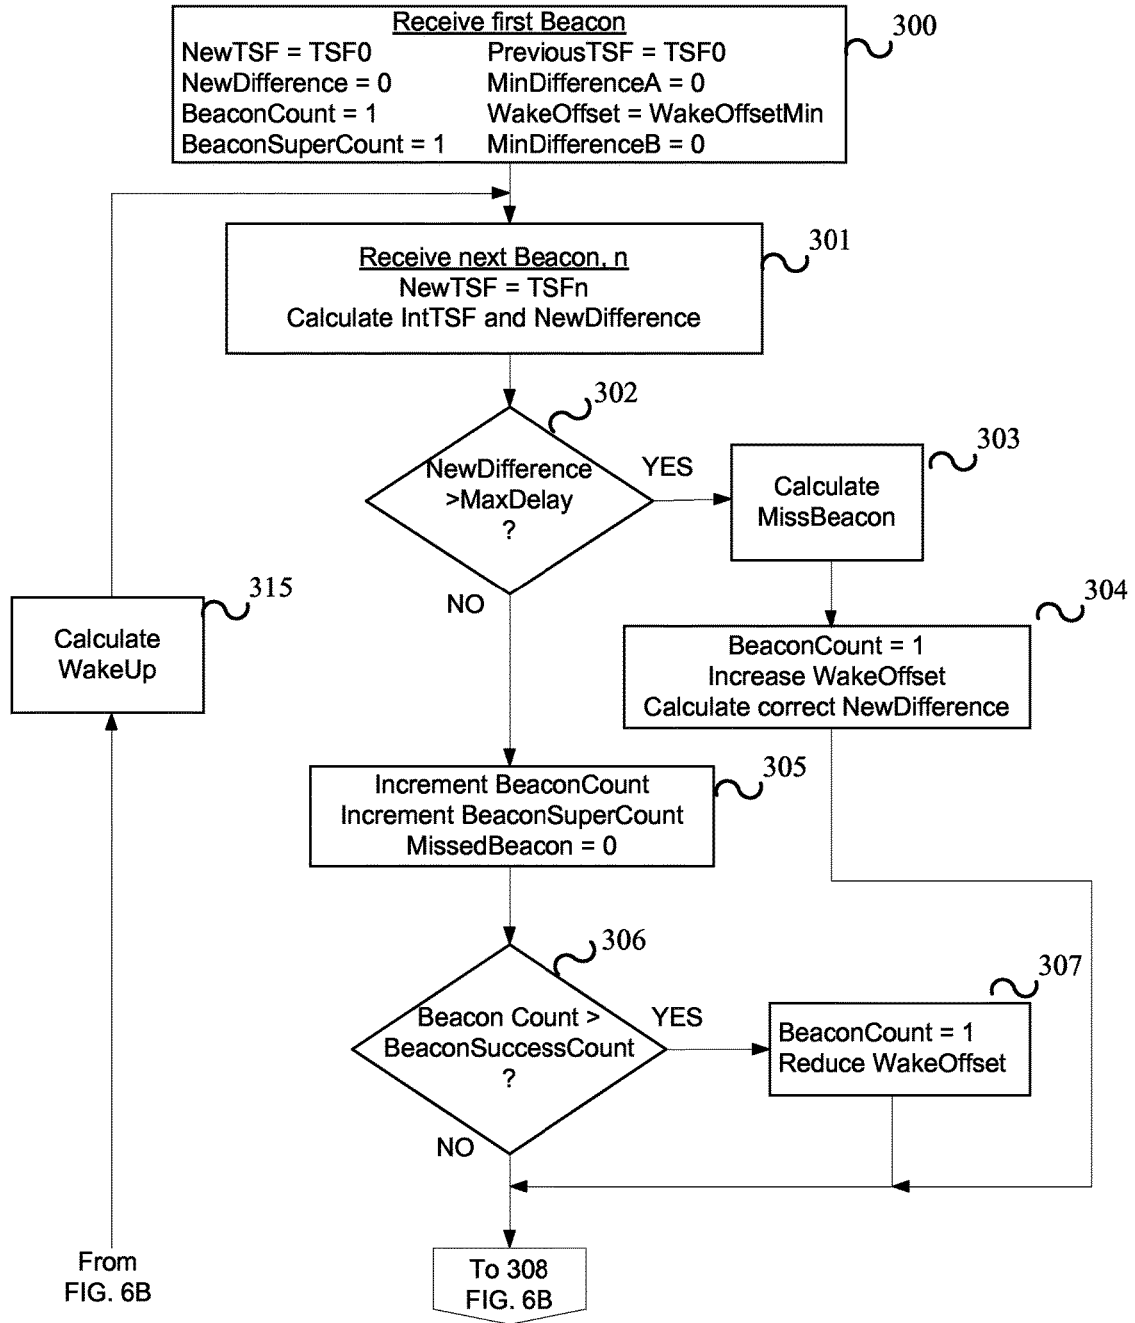 Receive first Beacon
300
NewTSF = TSF0 PreviousTSF = TSF0
NewDifference = 0 MinDifferenceA = 0
BeaconCount = 1 WakeOffset = WakeOffsetMin
BeaconSuperCount = 1 MinDifferenceB = 0
301
Receive next Beacon, n
NewTSF = TSFn
Calculate IntTSF and NewDifference
302
NewDifference
>MaxDelay
?
YES
NO
303
Calculate
MissBeacon
315
Calculate
WakeUp
304
BeaconCount = 1
Increase WakeOffset
Calculate correct NewDifference
305
Increment BeaconCount
Increment BeaconSuperCount
MissedBeacon = 0
306
Beacon Count >
BeaconSuccessCount
?
YES
NO
307
BeaconCount = 1
Reduce WakeOffset
From
FIG. 6B
To 308
FIG. 6B